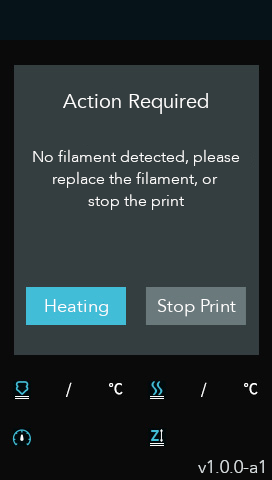 Action Required
No filament detected, please
replace the filament, or
stop the print
Heating Stop Print
/ °C / °C
Z
v1.0.0-a1